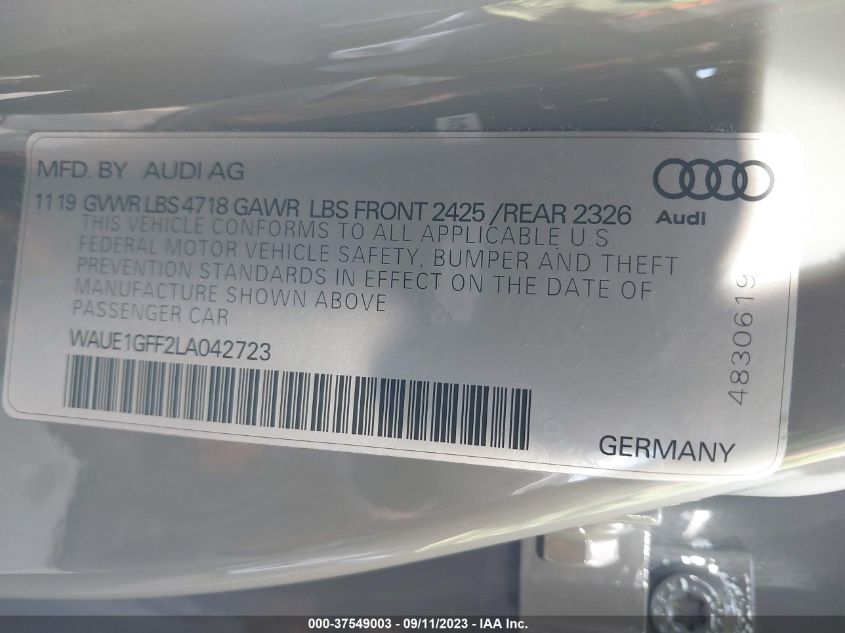 MFD. BY AUDI AG
11 19 GVWR LBS 4718 GAWR LBS FRONT 2425 /REAR 2326
Audi
THIS VEHICLE CONFORMS TO ALL APPLICABLE U.S.
FEDERAL MOTOR VEHICLE SAFETY, BUMPER AND THEFT
PREVENTION STANDARDS IN EFFECT ON THE DATE OF
MANUFACTURE SHOWN ABOVE
PASSENGER CAR
WAUE1GFF2LA042723
4830619
GERMANY
000-37549003 - 09/11/2023 - IAA Inc.